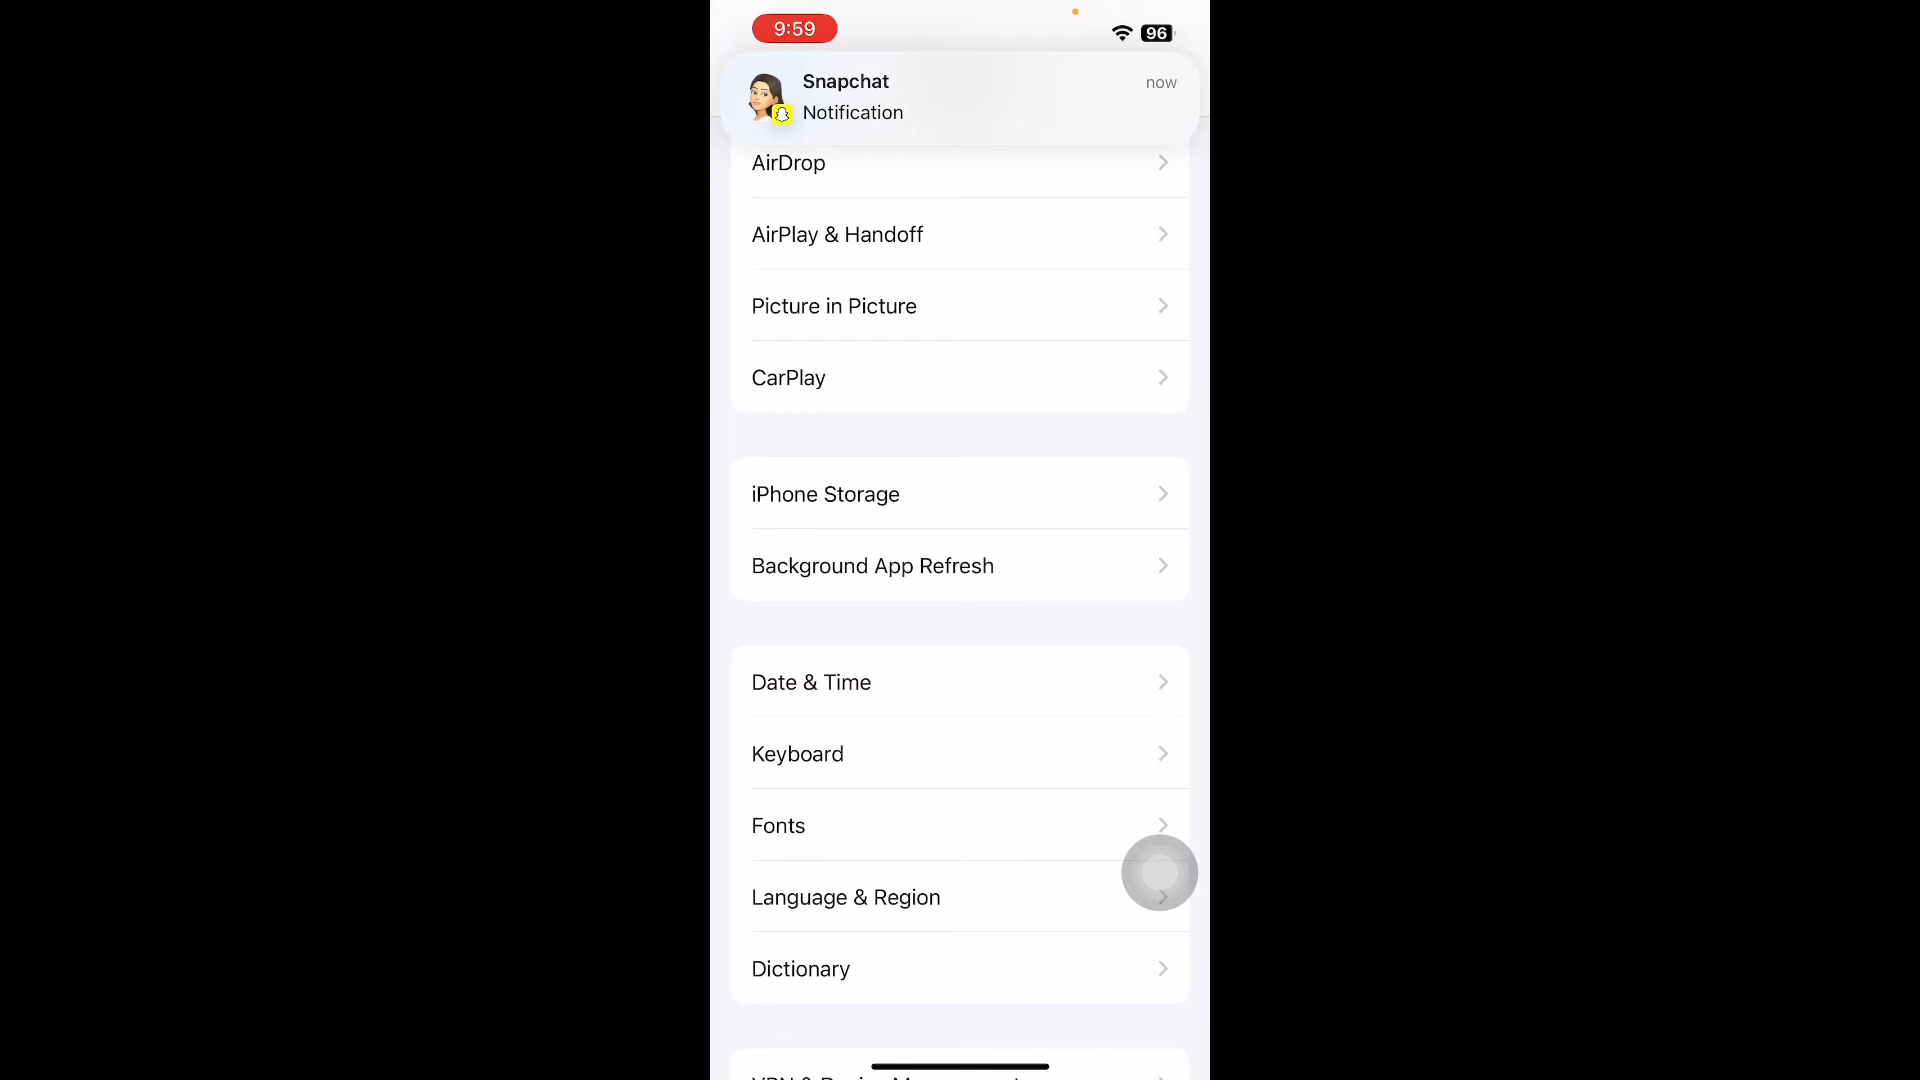 9:59
96
Snapchat
now
Notification
AirDrop
AirPlay & Handoff
Picture in Picture
CarPlay
iPhone Storage
Background App Refresh
Date & Time
Keyboard
Fonts
Language & Region
Dictionary